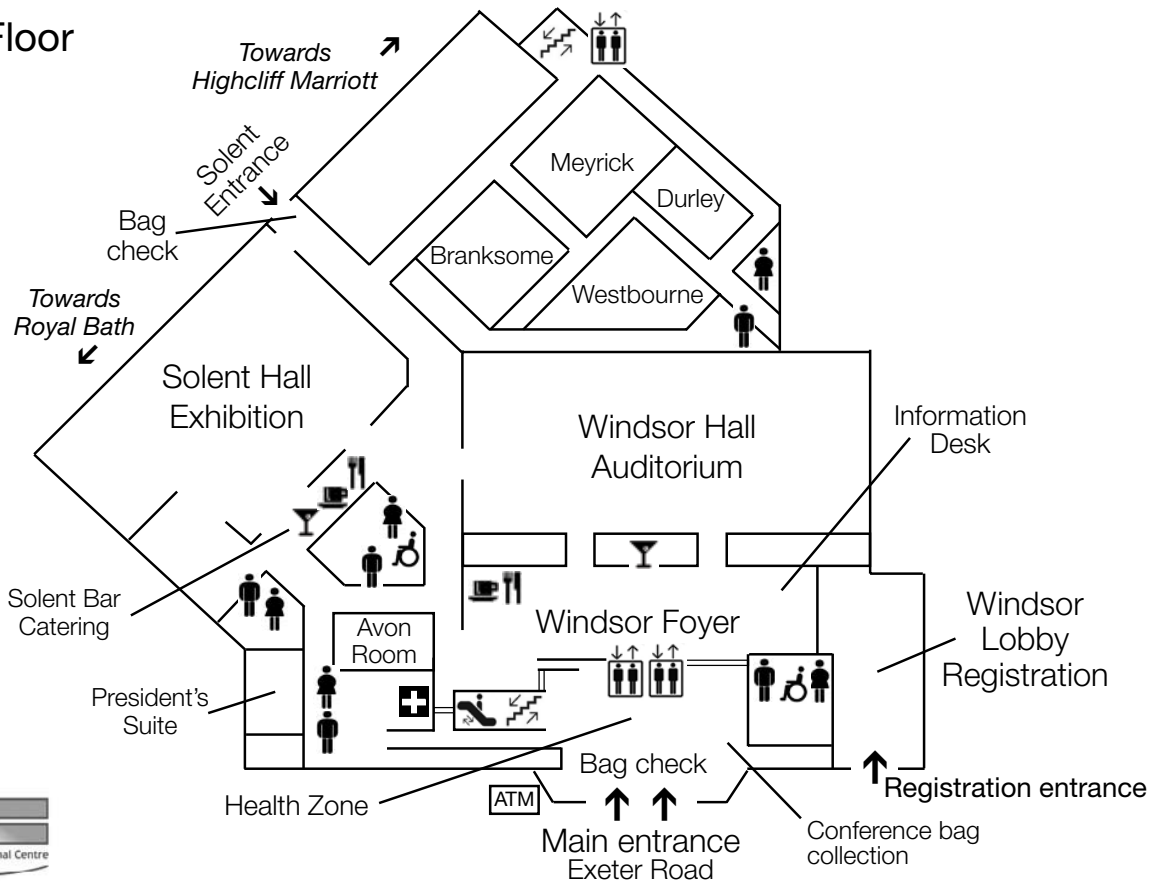 Floor
Towards
Highcliff Marriott
Solent
Entrance
Bag
check
Towards
Royal Bath
Meyrick
Durley
Branksome
Westbourne
Solent Hall
Exhibition
Windsor Hall
Auditorium
Information
Desk
Solent Bar
Catering
Avon
Room
Windsor Foyer
Windsor
Lobby
Registration
President's
Suite
Health Zone
Bag check
ATM
Registration entrance
Main entrance
Exeter Road
Conference bag
collection
nal Centre